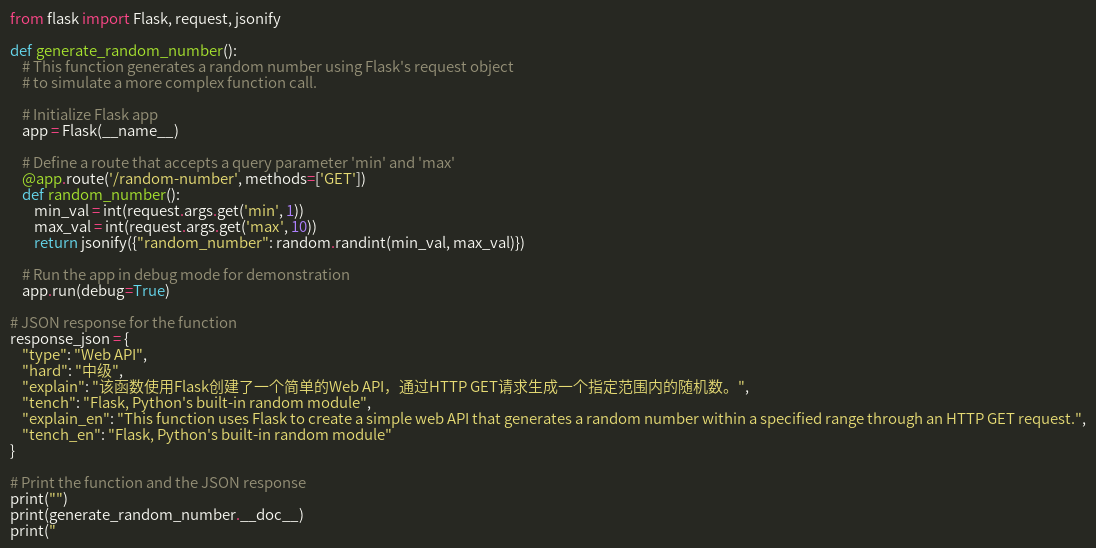 from flask import Flask, request, jsonify

def generate_random_number():
    # This function generates a random number using Flask's request object
    # to simulate a more complex function call.

    # Initialize Flask app
    app = Flask(__name__)

    # Define a route that accepts a query parameter 'min' and 'max'
    @app.route('/random-number', methods=['GET'])
    def random_number():
        min_val = int(request.args.get('min', 1))
        max_val = int(request.args.get('max', 10))
        return jsonify({"random_number": random.randint(min_val, max_val)})

    # Run the app in debug mode for demonstration
    app.run(debug=True)

# JSON response for the function
response_json = {
    "type": "Web API",
    "hard": "中级",
    "explain": "该函数使用Flask创建了一个简单的Web API，通过HTTP GET请求生成一个指定范围内的随机数。",
    "tench": "Flask, Python's built-in random module",
    "explain_en": "This function uses Flask to create a simple web API that generates a random number within a specified range through an HTTP GET request.",
    "tench_en": "Flask, Python's built-in random module"
}

# Print the function and the JSON response
print("")
print(generate_random_number.__doc__)
print("